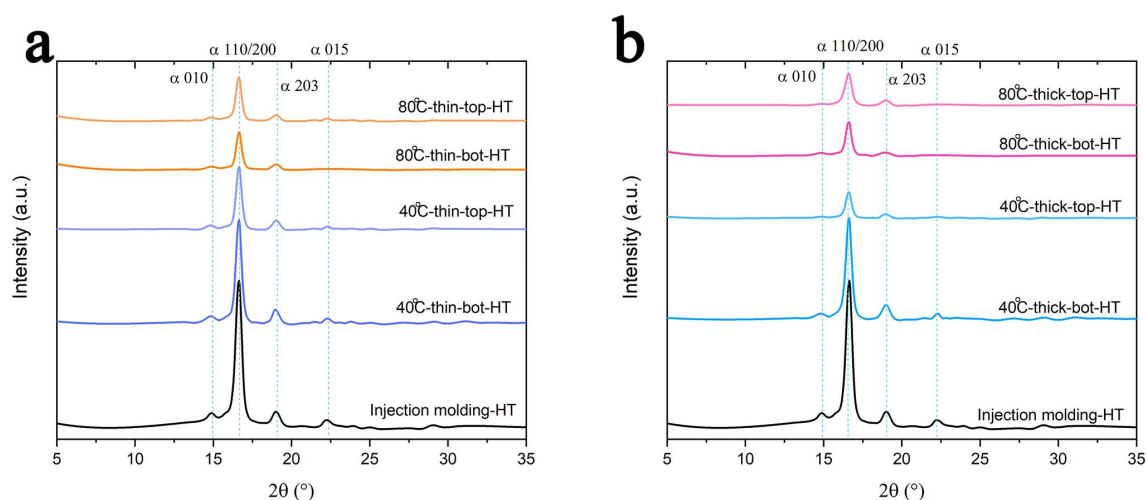 a
α 110/200
α 015
α 010
α 203
80℃-thin-top-HT
80℃-thin-bot-HT
40℃-thin-top-HT
40℃-thin-bot-HT
Injection molding-HT
Intensity (a.u.)
5 10 15 20 25 30 35
2θ (°)
b
α 110/200
α 015
α 010
α 203
80℃-thick-top-HT
80℃-thick-bot-HT
40℃-thick-top-HT
40℃-thick-bot-HT
Injection molding-HT
Intensity (a.u.)
5 10 15 20 25 30 35
2θ (°)